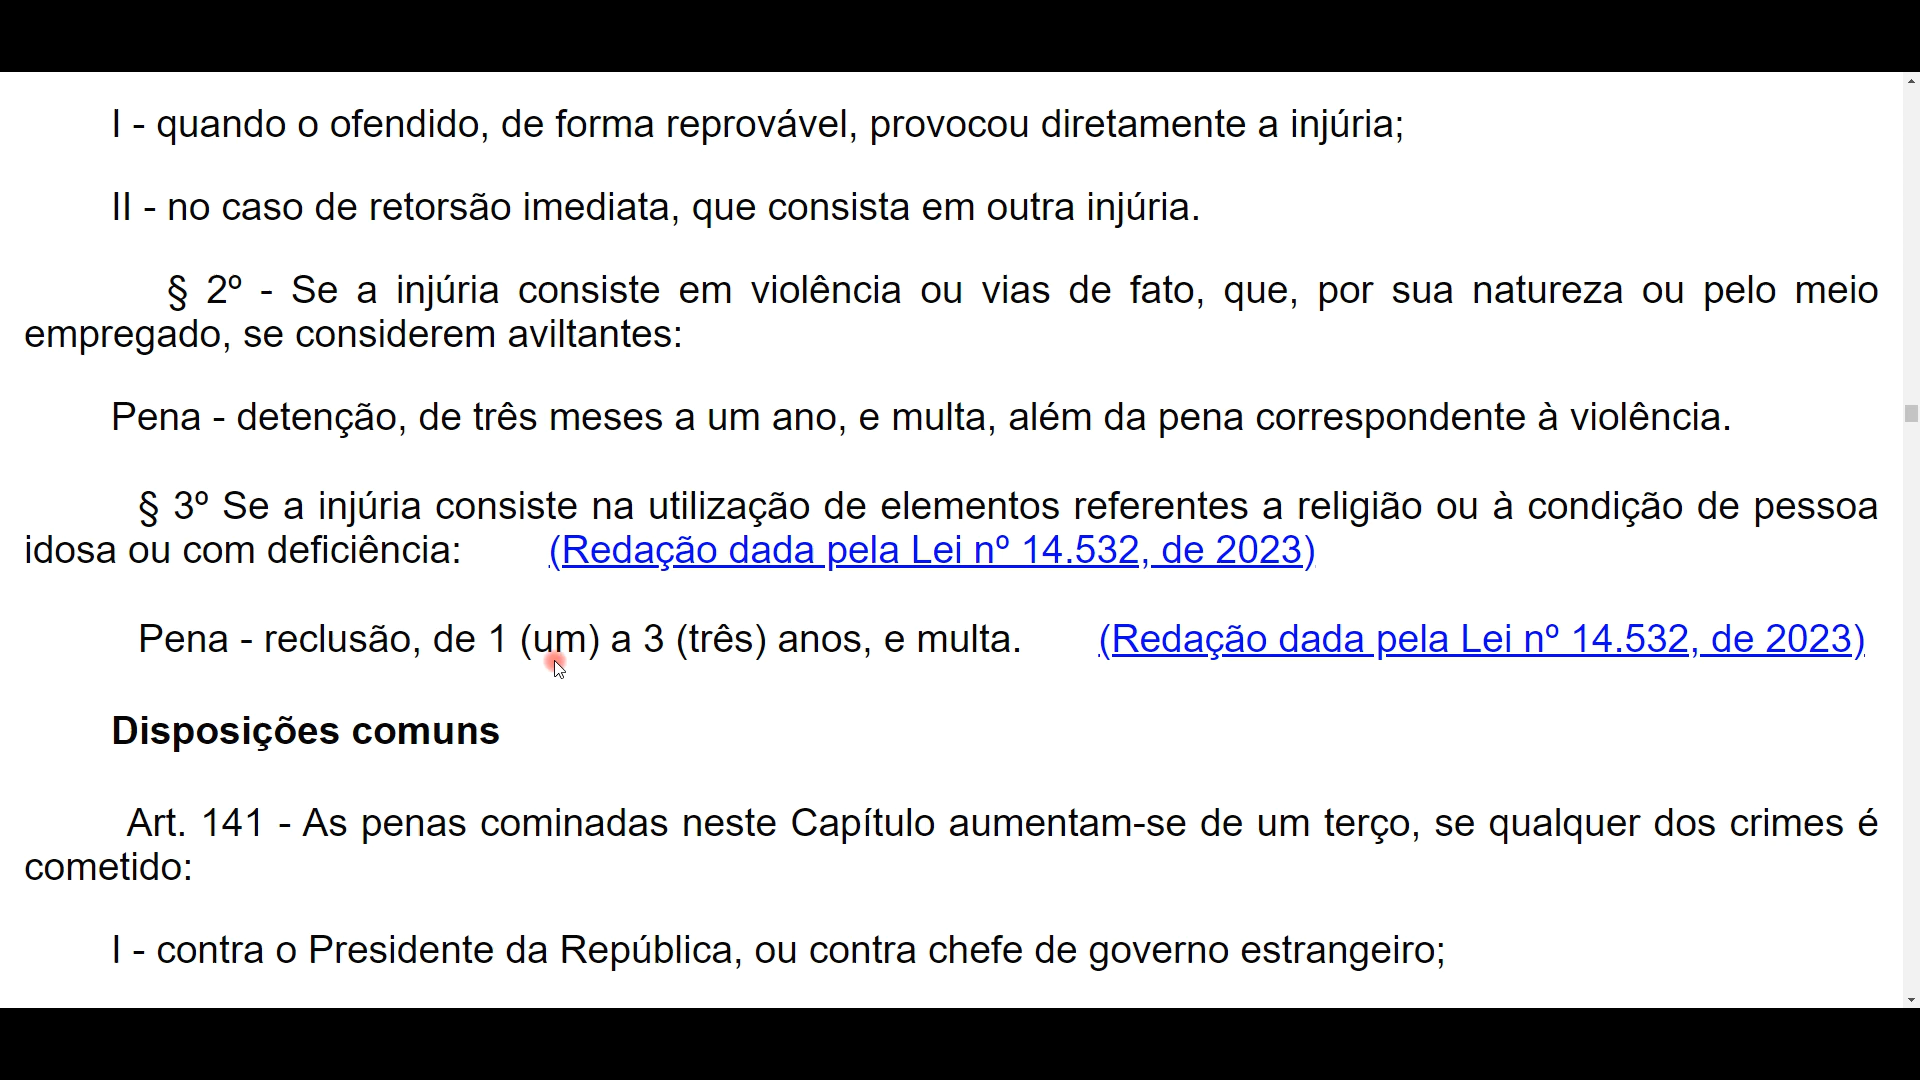 I - quando o ofendido, de forma reprovável, provocou diretamente a injúria;
II - no caso de retorsão imediata, que consista em outra injúria.
§ 2º - Se a injúria consiste em violência ou vias de fato, que, por sua natureza ou pelo meio
empregado, se considerem aviltantes:
Pena - detenção, de três meses a um ano, e multa, além da pena correspondente à violência.
§ 3º Se a injúria consiste na utilização de elementos referentes a religião ou à condição de pessoa
idosa ou com deficiência: (Redação dada pela Lei nº 14.532, de 2023)
Pena - reclusão, de 1 (um) a 3 (três) anos, e multa. (Redação dada pela Lei nº 14.532, de 2023)
Disposições comuns
Art. 141 - As penas cominadas neste Capítulo aumentam-se de um terço, se qualquer dos crimes é
cometido:
I - contra o Presidente da República, ou contra chefe de governo estrangeiro;